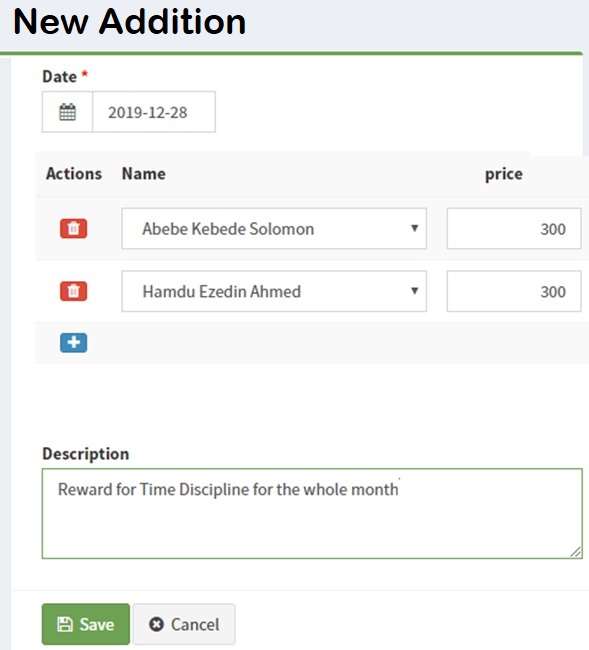 New Addition
Date *
2019-12-28
Actions Name price
Abebe Kebede Solomon 300
Hamdu Ezedin Ahmed 300
Description
Reward for Time Discipline for the whole month
Save Cancel